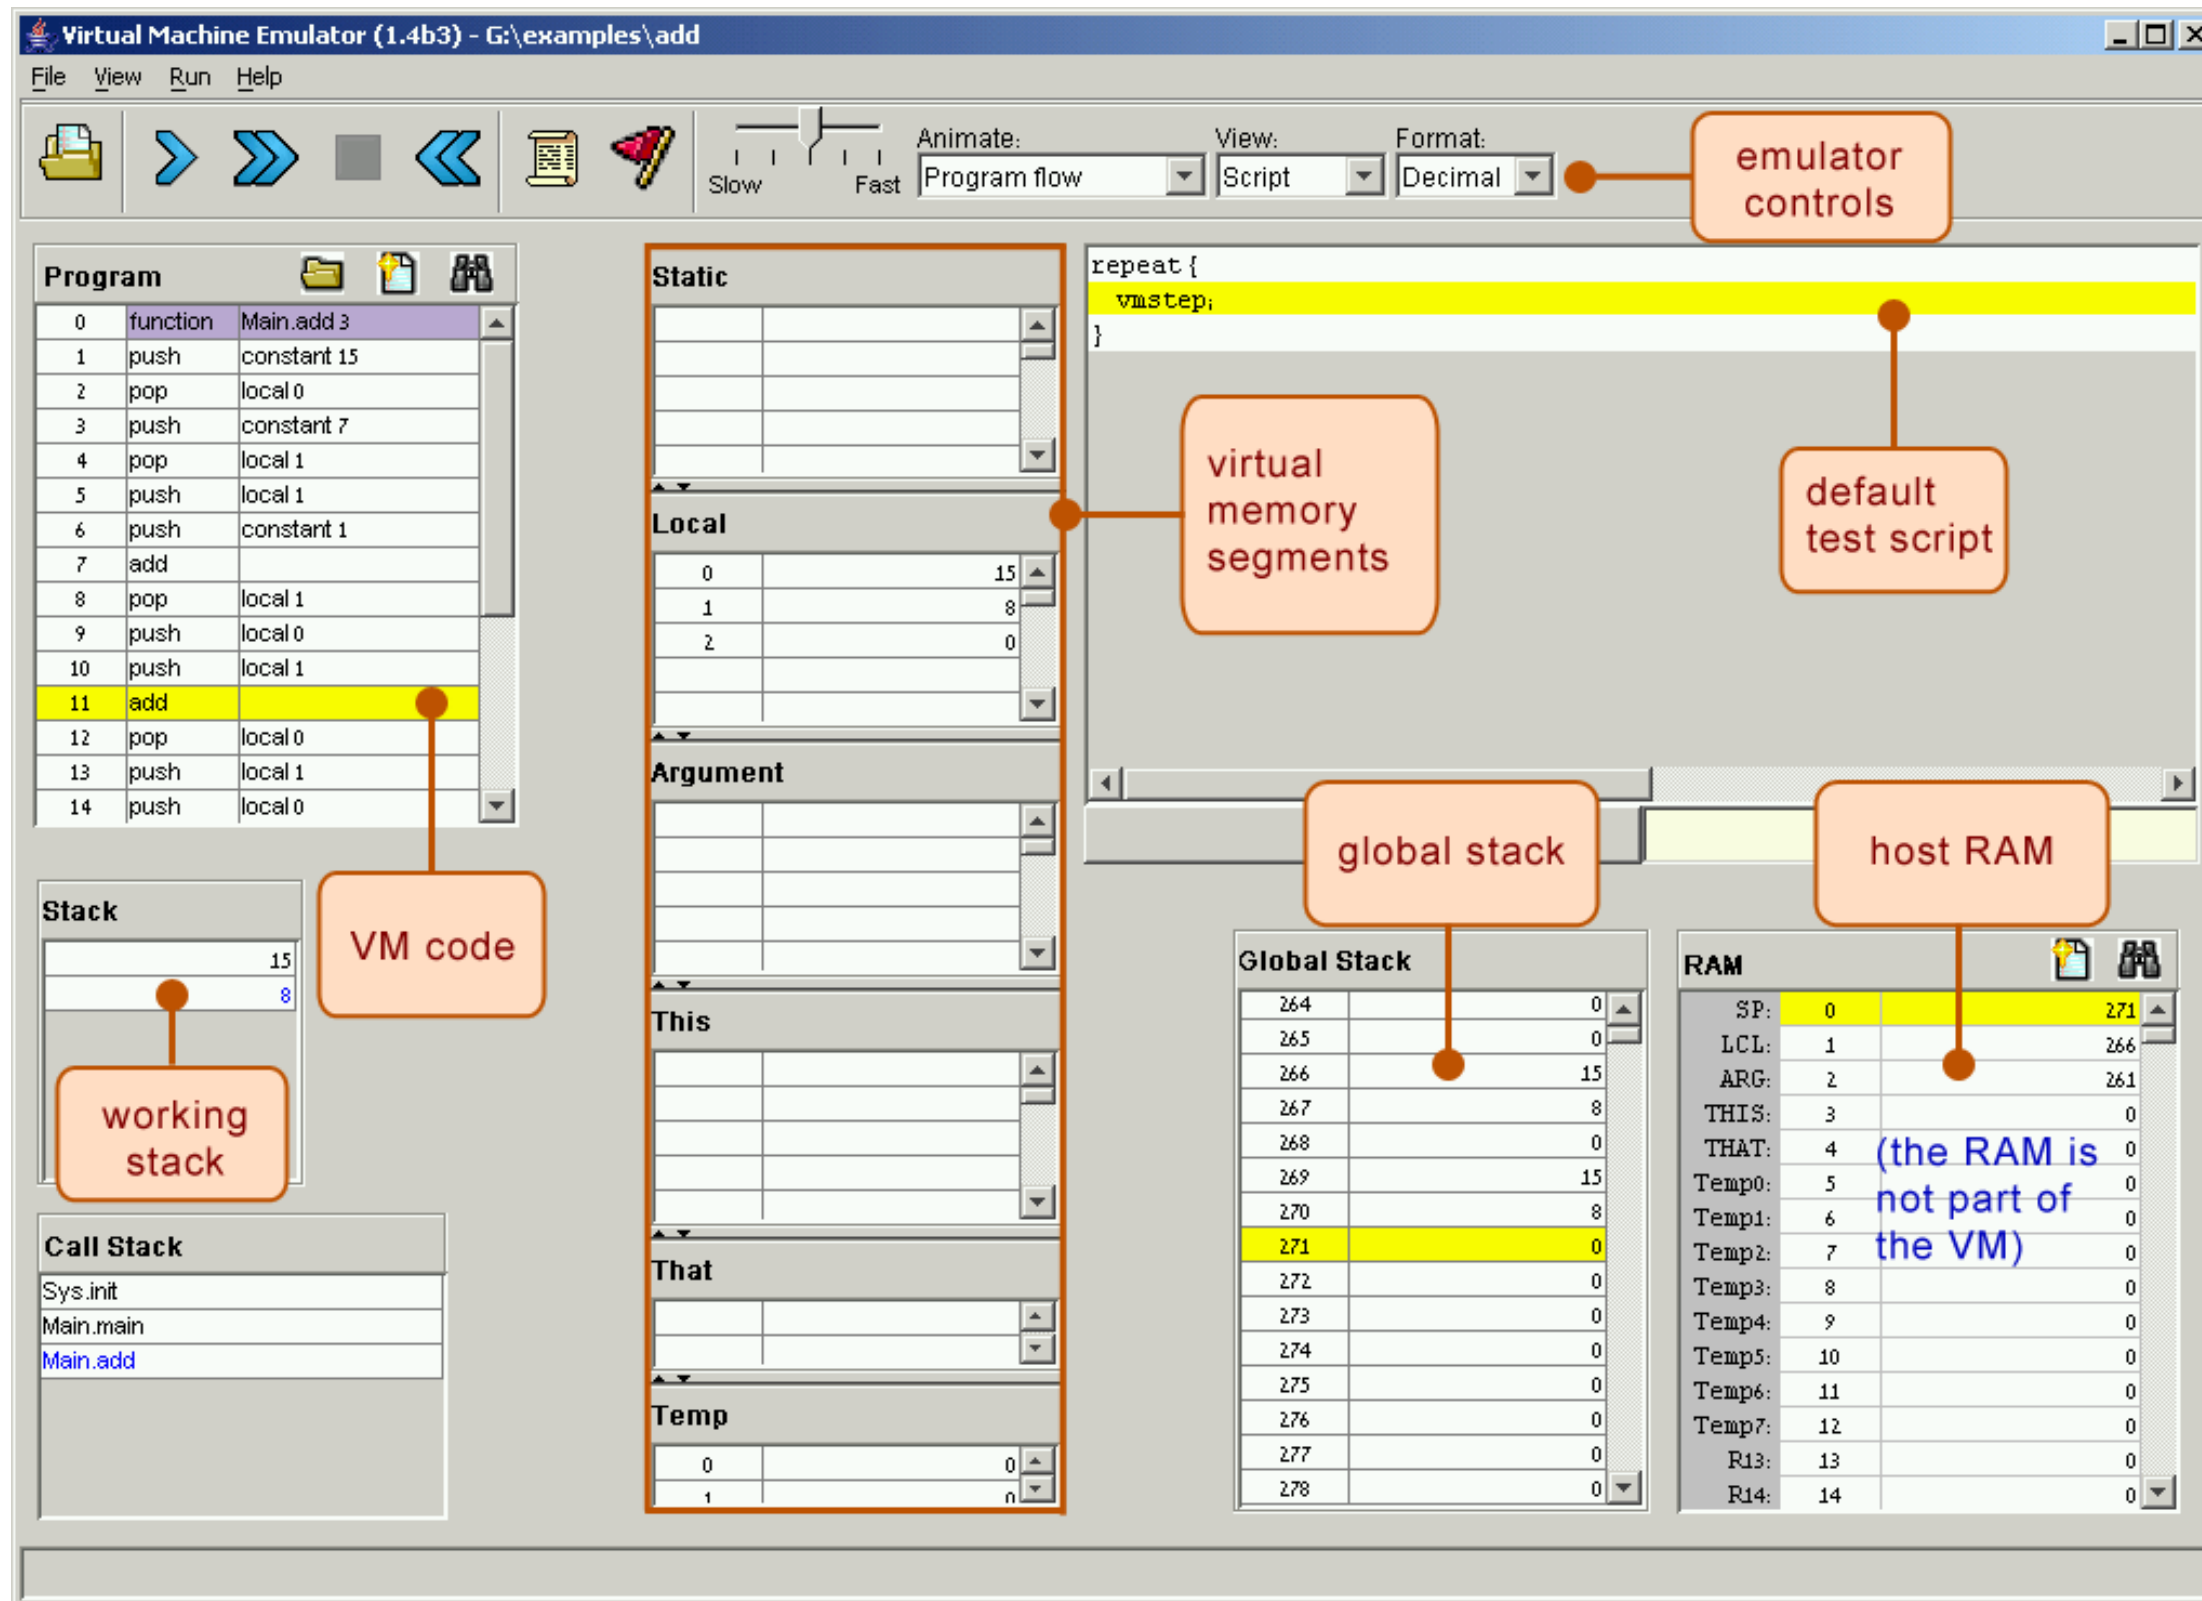 Virtual Machine Emulator (1.4b3) - G:\examples\add
File View Run Help
Slow Fast
Animate:
Program flow
View:
Script
Format:
Decimal
emulator
controls
Program
0 function Main.add 3
1 push constant 15
2 pop local 0
3 push constant 7
4 pop local 1
5 push local 1
6 push constant 1
7 add
8 pop local 1
9 push local 0
10 push local 1
11 add
12 pop local 0
13 push local 1
14 push local 0
VM code
Stack
15
8
working
stack
Call Stack
Sys.init
Main.main
Main.add
Static
Local
0 15
1 8
2 0
Argument
This
That
Temp
0 0
1 0
virtual
memory
segments
repeat {
vmstep;
}
default
test script
global stack
Global Stack
264 0
265 0
266 15
267 8
268 0
269 15
270 8
271 0
272 0
273 0
274 0
275 0
276 0
277 0
278 0
host RAM
RAM
SP: 0 271
LCL: 1 266
ARG: 2 261
THIS: 3 0
THAT: 4 0
Temp0: 5 0
Temp1: 6 0
Temp2: 7 0
Temp3: 8 0
Temp4: 9 0
Temp5: 10 0
Temp6: 11 0
Temp7: 12 0
R13: 13 0
R14: 14 0
(the RAM is
not part of
the VM)